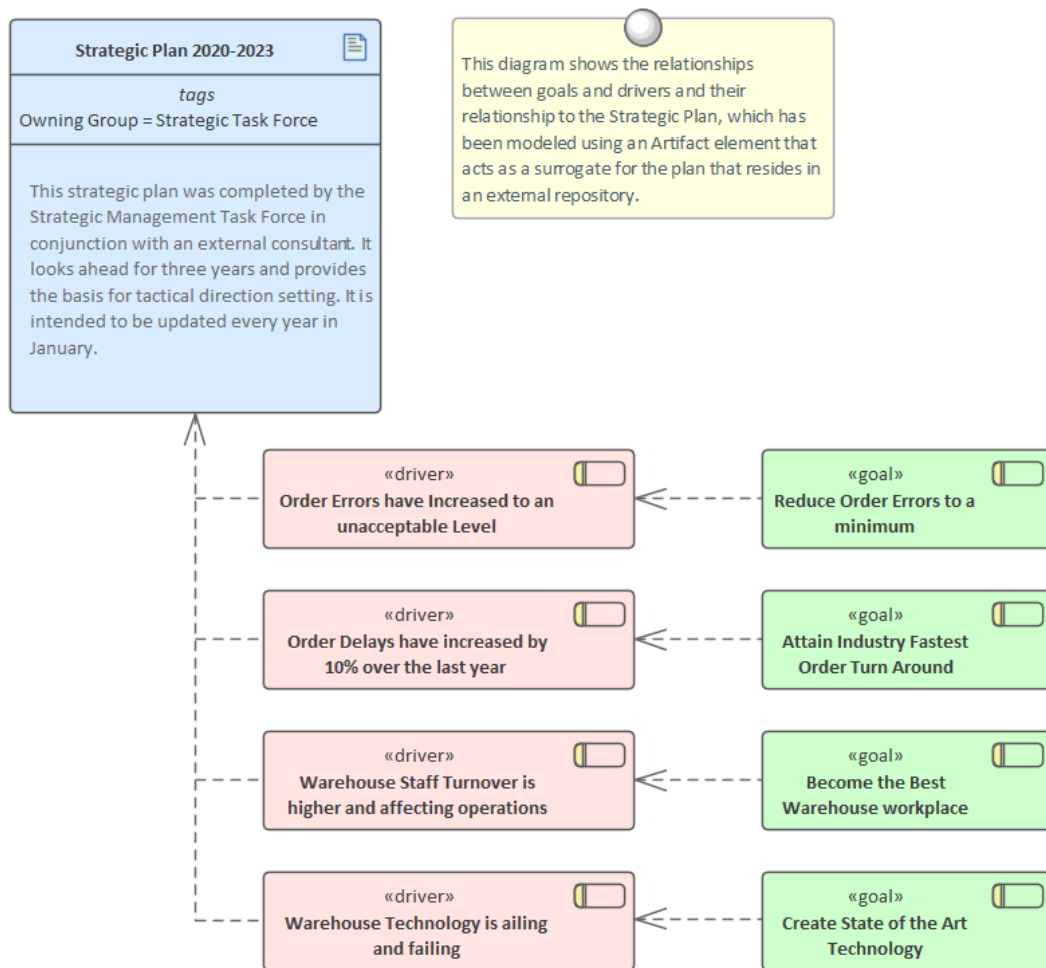 Strategic Plan 2020-2023
tags
Owning Group = Strategic Task Force
This strategic plan was completed by the
Strategic Management Task Force in
conjunction with an external consultant. It
looks ahead for three years and provides
the basis for tactical direction setting. It is
intended to be updated every year in
January.
This diagram shows the relationships
between goals and drivers and their
relationship to the Strategic Plan, which has
been modeled using an Artifact element that
acts as a surrogate for the plan that resides in
an external repository.
«driver»
Order Errors have Increased to an
unacceptable Level
«goal»
Reduce Order Errors to a
minimum
«driver»
Order Delays have increased by
10% over the last year
«goal»
Attain Industry Fastest
Order Turn Around
«driver»
Warehouse Staff Turnover is
higher and affecting operations
«goal»
Become the Best
Warehouse workplace
«driver»
Warehouse Technology is ailing
and failing
«goal»
Create State of the Art
Technology